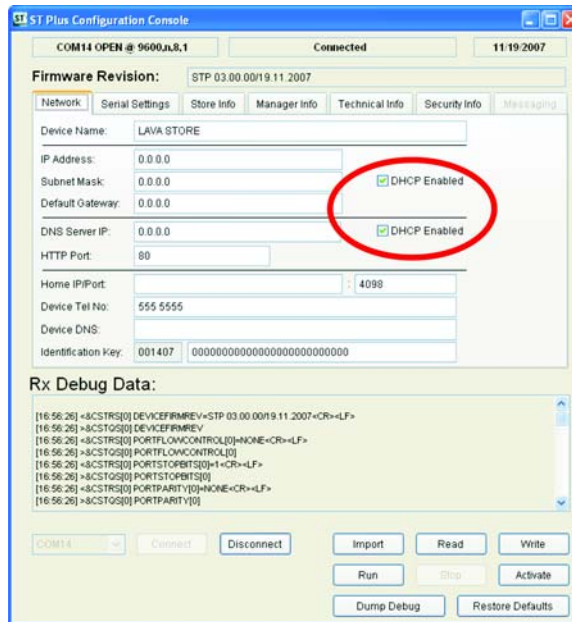 ST ST Plus Configuration Console
COM14 OPEN @ 9600,n,8,1 Connected 11/19/2007
Firmware Revision: STP 03.00.00/19.11.2007
Network Serial Settings Store Info Manager Info Technical Info Security Info Messaging
Device Name: LAVA STORE
IP Address: 0.0.0.0
Subnet Mask: 0.0.0.0 DHCP Enabled
Default Gateway: 0.0.0.0
DNS Server IP: 0.0.0.0 DHCP Enabled
HTTP Port: 80
Home IP/Port: : 4098
Device Tel No: 555 5555
Device DNS:
Identification Key: 001407 00000000000000000000000000
Rx Debug Data:
[16:56:26] <&CSTRS[0] DEVICEFIRMREV=STP 03.00.00/19.11.2007<CR><LF>
[16:56:26] >&CSTQS[0] DEVICEFIRMREV
[16:56:26] <&CSTRS[0] PORTFLOWCONTROL[0]=NONE<CR><LF>
[16:56:26] >&CSTQS[0] PORTFLOWCONTROL[0]
[16:56:26] <&CSTRS[0] PORTSTOPBITS[0]=1<CR><LF>
[16:56:26] >&CSTQS[0] PORTSTOPBITS[0]
[16:56:26] <&CSTRS[0] PORTPARITY[0]=NONE<CR><LF>
[16:56:26] >&CSTQS[0] PORTPARITY[0]
COM14 Connect Disconnect Import Read Write
Run Stop Activate
Dump Debug Restore Defaults